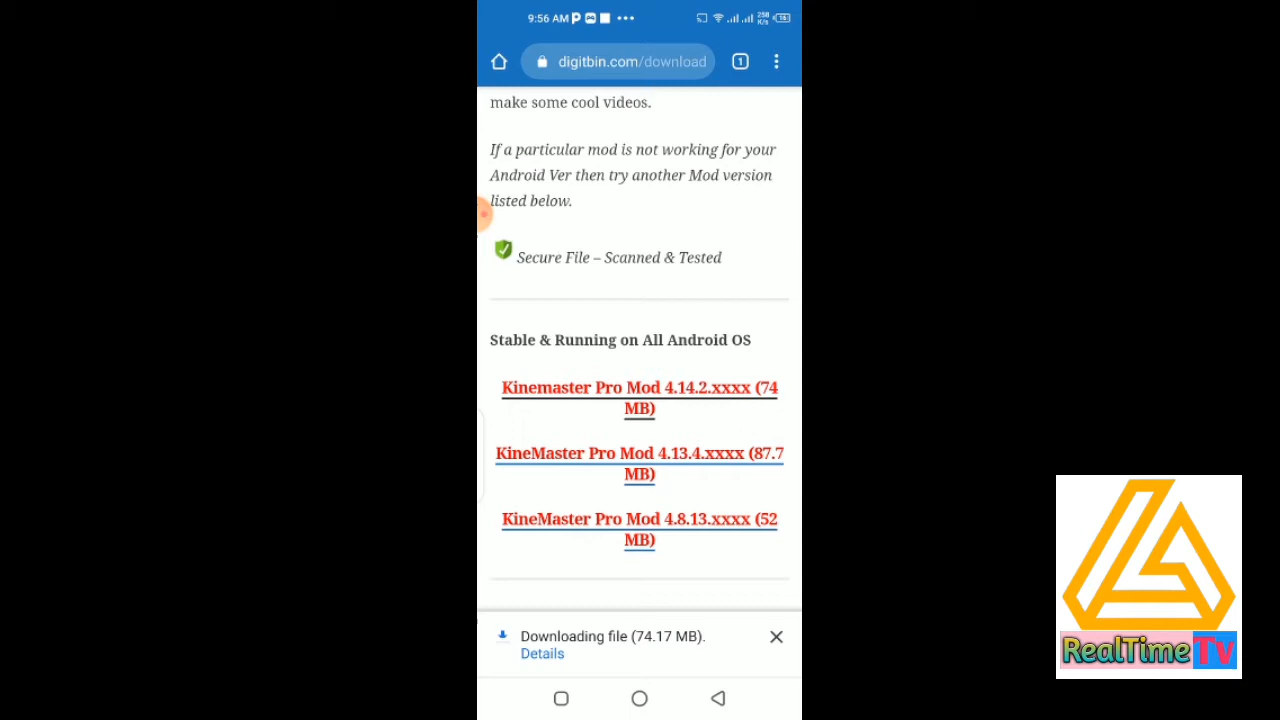 9:56 AM
258
K/s
16
digitbin.com/download
1
make some cool videos.
If a particular mod is not working for your
Android Ver then try another Mod version
listed below.
Secure File – Scanned & Tested
Stable & Running on All Android OS
Kinemaster Pro Mod 4.14.2.xxxx (74
MB)
KineMaster Pro Mod 4.13.4.xxxx (87.7
MB)
KineMaster Pro Mod 4.8.13.xxxx (52
MB)
Downloading file (74.17 MB).
Details
RealTime Tv